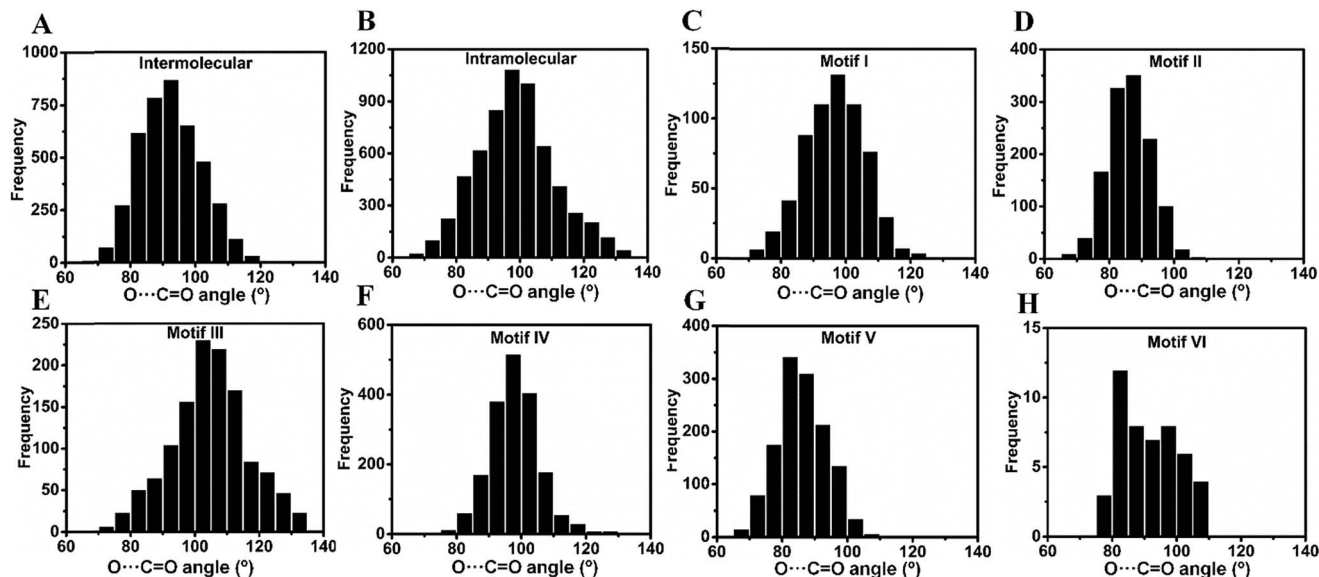 A
B
C
D
Intermolecular
Intramolecular
Motif I
Motif II
Frequency
1000
750
500
250
0
60 80 100 120 140
O···C=O angle (º)
Frequency
1200
900
600
300
0
60 80 100 120 140
O···C=O angle (º)
Frequency
150
100
50
0
60 80 100 120 140
O···C=O angle (º)
Frequency
400
300
200
100
0
60 80 100 120 140
O···C=O angle (º)
E
F
G
H
Motif III
Motif IV
Motif V
Motif VI
Frequency
250
200
150
100
50
0
60 80 100 120 140
O···C=O angle (º)
Frequency
600
400
200
0
60 80 100 120 140
O···C=O angle (º)
Frequency
400
300
200
100
0
60 80 100 120 140
O···C=O angle (º)
Frequency
15
10
5
0
60 80 100 120 140
O···C=O angle (º)